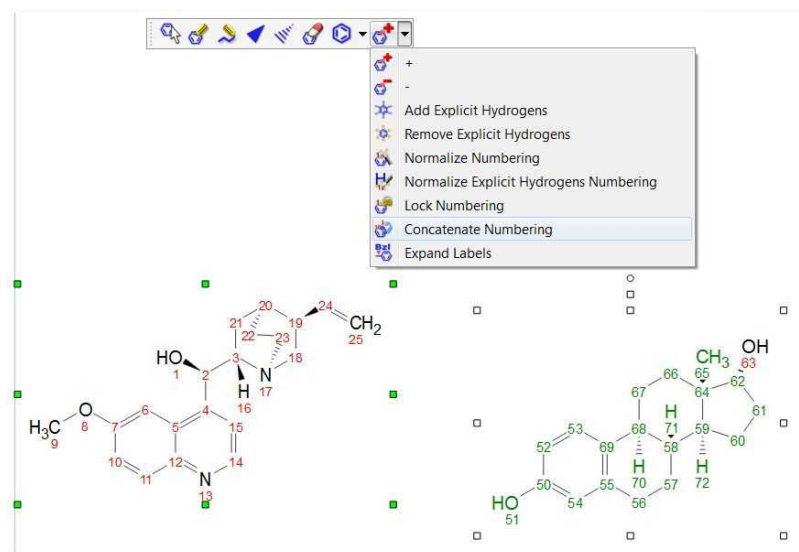 +
-
Add Explicit Hydrogens
Remove Explicit Hydrogens
Normalize Numbering
Normalize Explicit Hydrogens Numbering
Lock Numbering
Concatenate Numbering
Bzl Expand Labels
20 24
21 19 CH2
22 23 25
HO 3 18
1 2 N
H 17
16
O 6 4
H3C 8 7 5 15
9
10 12 14
11 N
13
OH
CH3 63
66 65 62
67 64
H 61
53 68 71 59
52 69 58 60
H H
50 55 70 57 72
HO 54 56
51